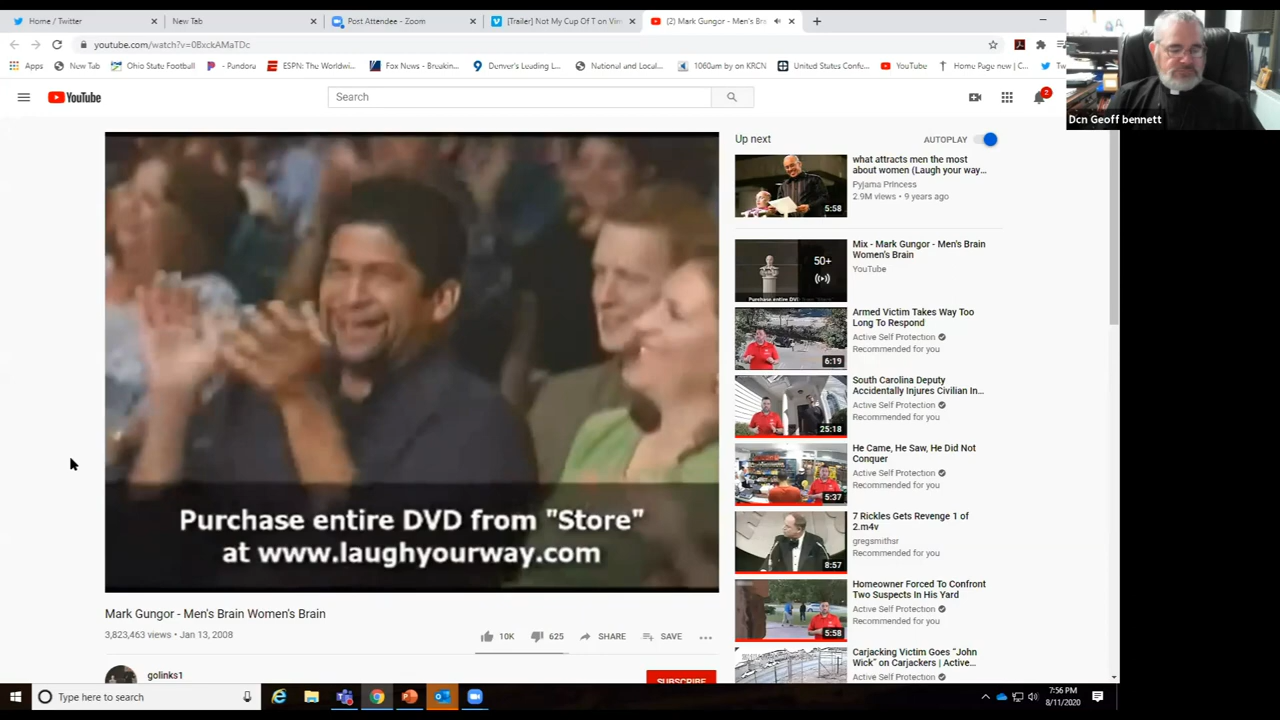 Home / Twitter
New Tab
Post Attendee - Zoom
[Trailer] Not My Cup Of T on Vim
(2) Mark Gungor - Men's Bra
youtube.com/watch?v=0BxckAMaTDc
Apps
New Tab
Ohio State Football
- Pandora
ESPN: The Worldwi...
Fox News - Breakin...
Denver's Leading L...
National and Local...
1060am by on KRCN
United States Confe...
YouTube
Home Page new | C...
Tw
Dcn Geoff bennett
YouTube
Search
2
Up next
AUTOPLAY
what attracts men the most
about women (Laugh your way...
Pyjama Princess
2.9M views • 9 years ago
5:58
Mix - Mark Gungor - Men's Brain
Women's Brain
YouTube
50+
Armed Victim Takes Way Too
Long To Respond
Active Self Protection
Recommended for you
6:19
South Carolina Deputy
Accidentally Injures Civilian In...
Active Self Protection
Recommended for you
25:18
He Came, He Saw, He Did Not
Conquer
Active Self Protection
Recommended for you
5:37
7 Rickles Gets Revenge 1 of
2.m4v
gregsmithsr
Recommended for you
8:57
Homeowner Forced To Confront
Two Suspects In His Yard
Active Self Protection
Recommended for you
5:58
Carjacking Victim Goes “John
Wick” on Carjackers | Active...
Active Self Protection
Purchase entire DVD from "Store"
at www.laughyourway.com
Mark Gungor - Men's Brain Women's Brain
3,823,463 views • Jan 13, 2008
10K
625
SHARE
SAVE
golinks1
SUBSCRIBE
Type here to search
7:56 PM
8/11/2020